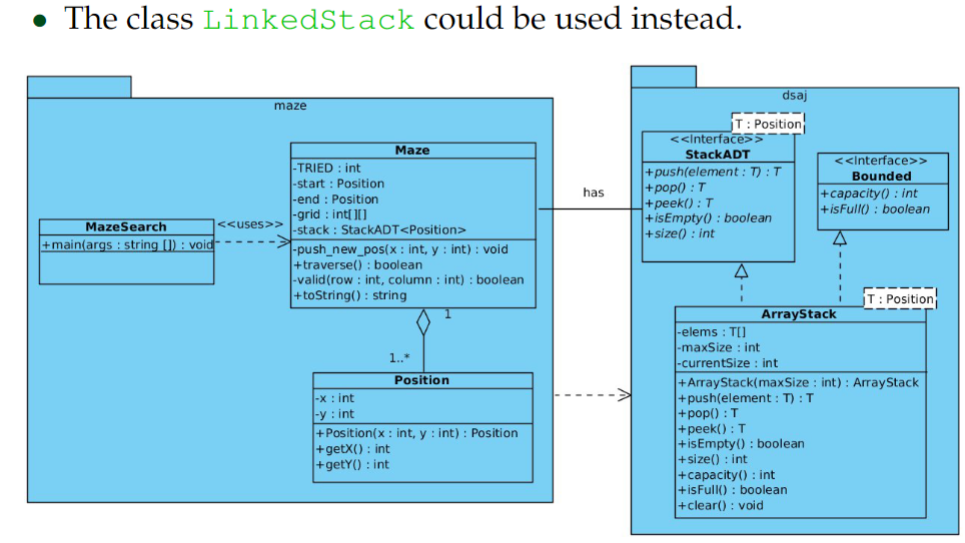 • The class LinkedStack could be used instead.
maze
MazeSearch
+main(args : string []) : void
<<uses>>
Maze
-TRIED : int
-start : Position
-end : Position
-grid : int[][]
-stack : StackADT<Position>
-push_new_pos(x : int, y : int) : void
+traverse() : boolean
-valid(row : int, column : int) : boolean
+toString() : string
1
1..*
Position
-x : int
-y : int
+Position(x : int, y : int) : Position
+getX() : int
+getY() : int
has
dsaj
T : Position
<<Interface>>
StackADT
+push(element : T) : T
+pop() : T
+peek() : T
+isEmpty() : boolean
+size() : int
<<Interface>>
Bounded
+capacity() : int
+isFull() : boolean
T : Position
ArrayStack
-elems : T[]
-maxSize : int
-currentSize : int
+ArrayStack(maxSize : int) : ArrayStack
+push(element : T) : T
+pop() : T
+peek() : T
+isEmpty() : boolean
+size() : int
+capacity() : int
+isFull() : boolean
+clear() : void